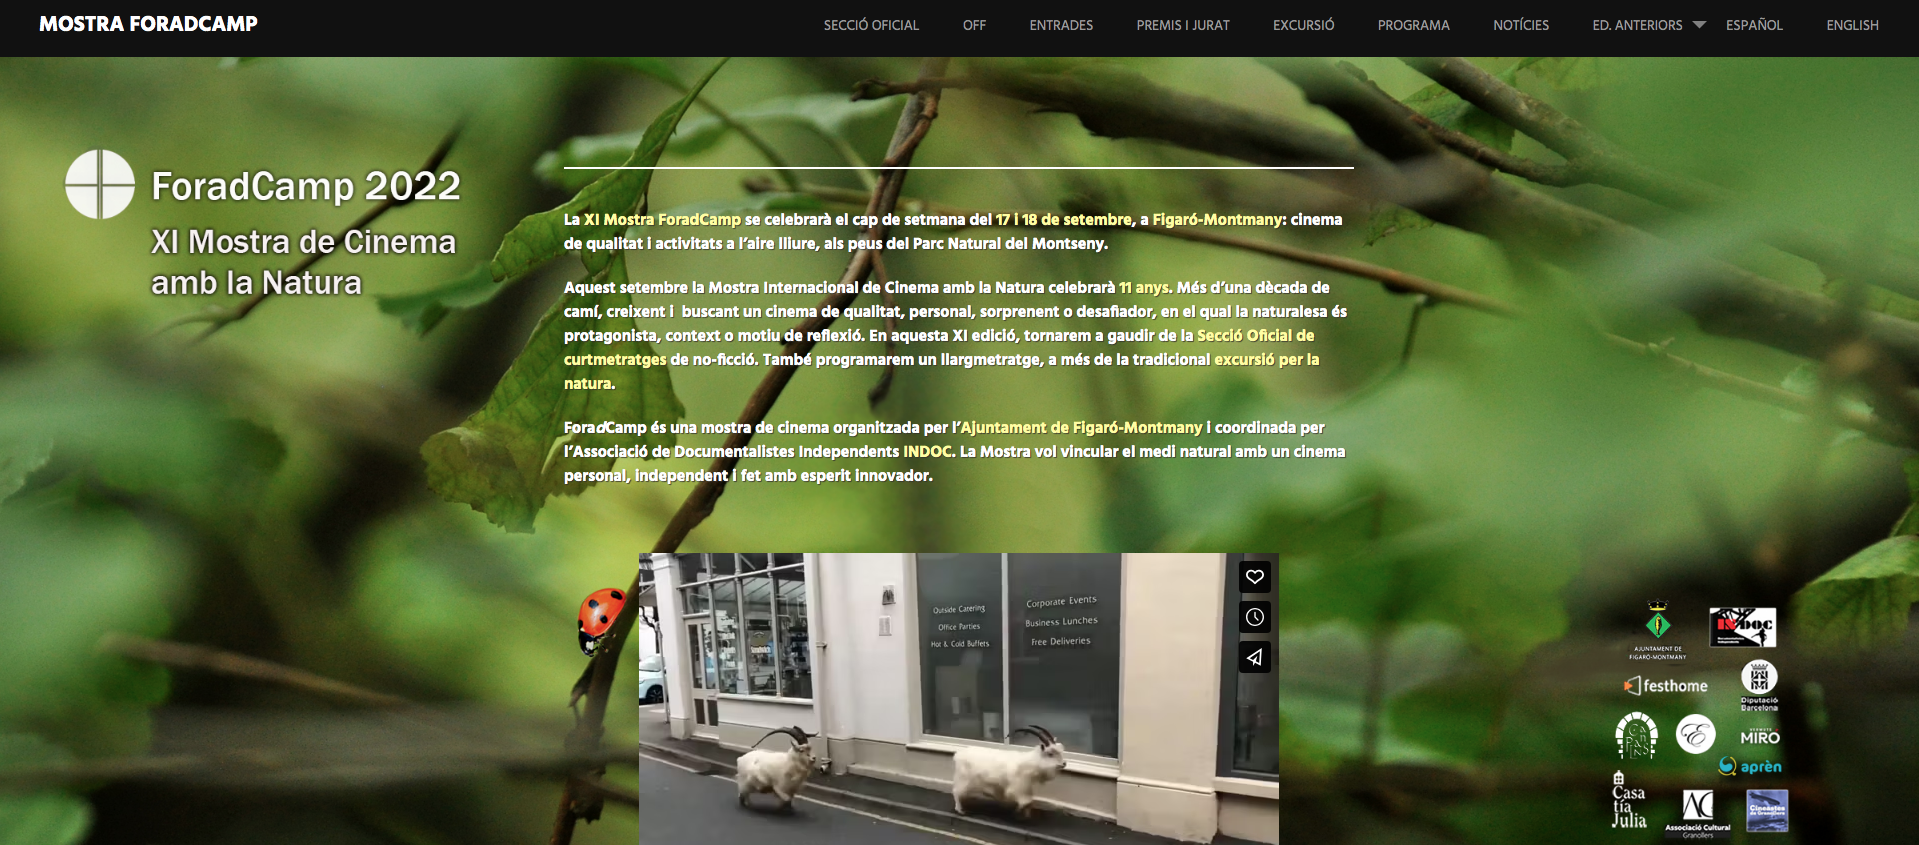 MOSTRA FORADCAMP
SECCIÓ OFICIAL
OFF
ENTRADES
PREMIS I JURAT
EXCURSIÓ
PROGRAMA
NOTÍCIES
ED. ANTERIORS
ESPAÑOL
ENGLISH
ForadCamp 2022
XI Mostra de Cinema
amb la Natura
La XI Mostra ForadCamp se celebrarà el cap de setmana del 17 i 18 de setembre, a Figaró-Montmany: cinema
de qualitat i activitats a l’aire lliure, als peus del Parc Natural del Montseny.
Aquest setembre la Mostra Internacional de Cinema amb la Natura celebrarà 11 anys. Més d’una dècada de
camí, creixent i  buscant un cinema de qualitat, personal, sorprenent o desafiador, en el qual la naturalesa és
protagonista, context o motiu de reflexió. En aquesta XI edició, tornarem a gaudir de la Secció Oficial de
curtmetratges de no-ficció. També programarem un llargmetratge, a més de la tradicional excursió per la
natura.
ForadCamp és una mostra de cinema organitzada per l’Ajuntament de Figaró-Montmany i coordinada per
l’Associació de Documentalistes Independents INDOC. La Mostra vol vincular el medi natural amb un cinema
personal, independent i fet amb esperit innovador.
Outside Catering
Office Parties
Hot & Cold Buffets
Corporate Events
Business Lunches
Free Deliveries
AJUNTAMENT DE
FIGARÓ-MONTMANY
INDOC
festhome
Diputació
Barcelona
MIRO
aprèn
Casa
tía
Julia
AC
Associació Cultural
Granollers
Cineastes
de Granollers